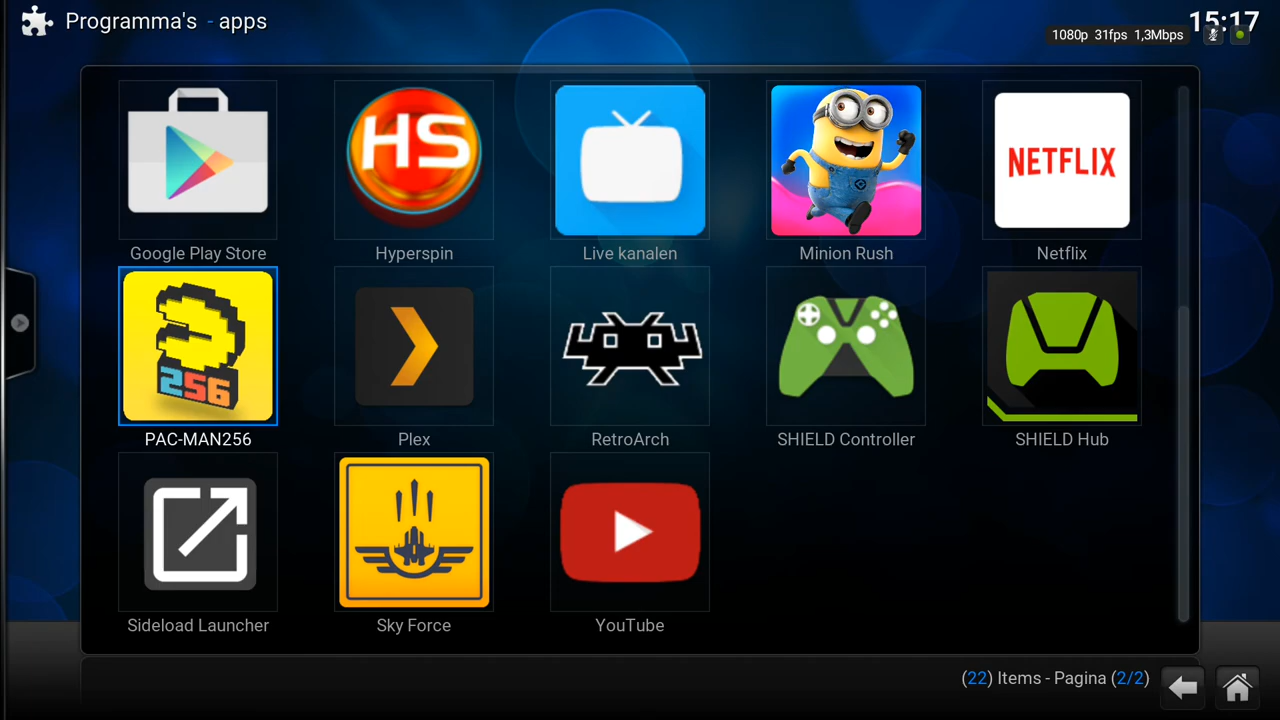 Programma's - apps
15:17
1080p 31fps 1,3Mbps
HS
NETFLIX
Google Play Store
Hyperspin
Live kanalen
Minion Rush
Netflix
256
PAC-MAN256
Plex
RetroArch
SHIELD Controller
SHIELD Hub
Sideload Launcher
Sky Force
YouTube
(22) Items - Pagina (2/2)